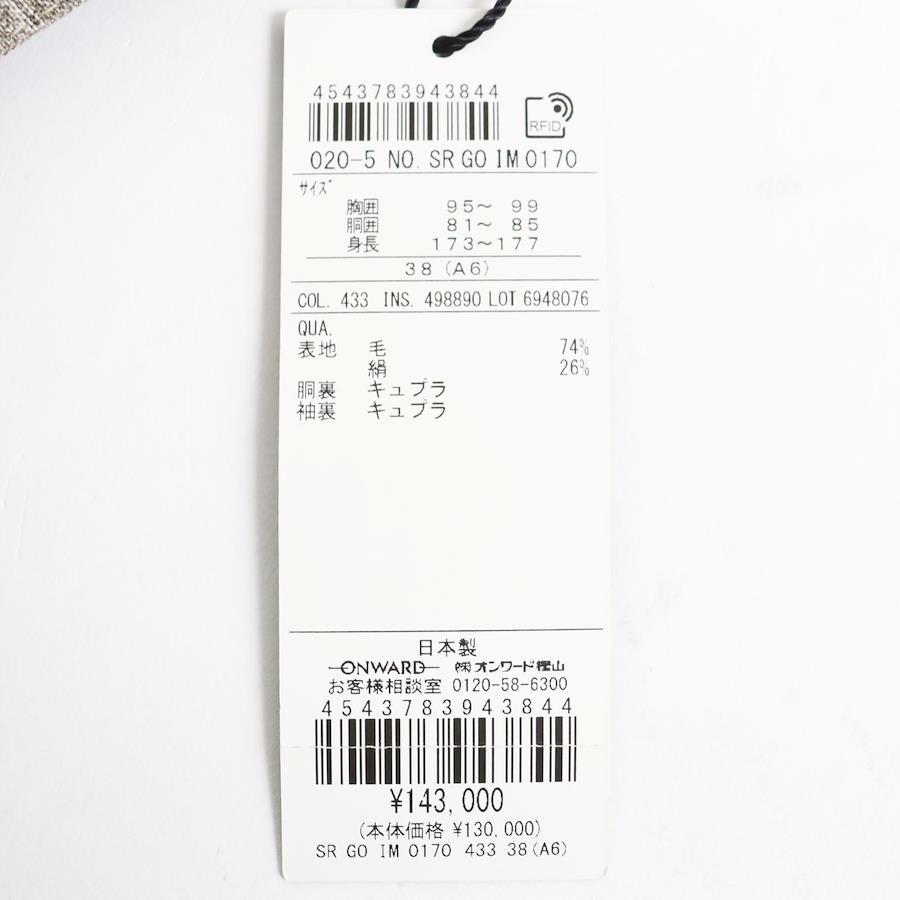 4543783943844
RFID
020-5 NO. SR GO IM 0170
サイズ
胸囲 95～ 99
胴囲 81～ 85
身長 173～177
38 (A6)
COL. 433 INS. 498890 LOT 6948076
QUA.
表地 毛 74%
絹 26%
胴裏 キュプラ
袖裏 キュプラ
日本製
ONWARD ㈱オンワード樫山
お客様相談室 0120-58-6300
4543783943844
¥143,000
(本体価格 ¥130,000)
SR GO IM 0170 433 38(A6)